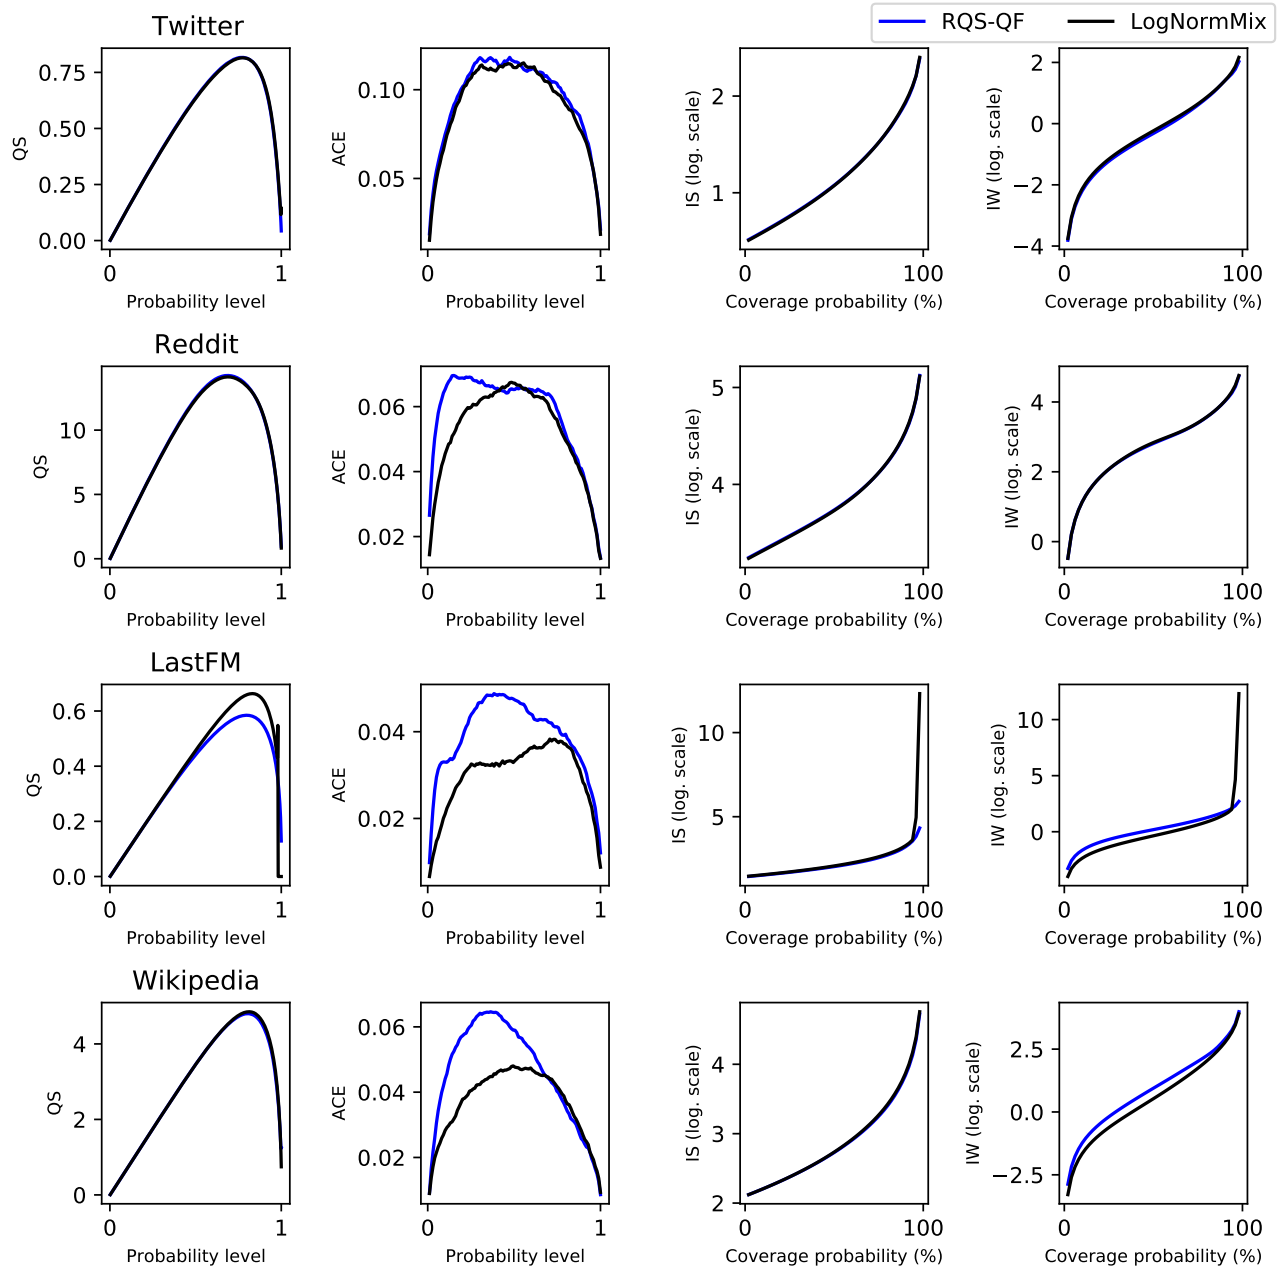 RQS-QF LogNormMix
Twitter
0.75
0.50
0.25
0.00
QS
0 1
Probability level
0.10
0.05
ACE
0 1
Probability level
2
1
IS (log. scale)
0 100
Coverage probability (%)
2
0
−2
−4
IW (log. scale)
0 100
Coverage probability (%)
Reddit
10
5
0
QS
0 1
Probability level
0.06
0.04
0.02
ACE
0 1
Probability level
5
4
IS (log. scale)
0 100
Coverage probability (%)
4
2
0
IW (log. scale)
0 100
Coverage probability (%)
LastFM
0.6
0.4
0.2
0.0
QS
0 1
Probability level
0.04
0.02
ACE
0 1
Probability level
10
5
IS (log. scale)
0 100
Coverage probability (%)
10
5
0
IW (log. scale)
0 100
Coverage probability (%)
Wikipedia
4
2
0
QS
0 1
Probability level
0.06
0.04
0.02
ACE
0 1
Probability level
4
3
2
IS (log. scale)
0 100
Coverage probability (%)
2.5
0.0
−2.5
IW (log. scale)
0 100
Coverage probability (%)